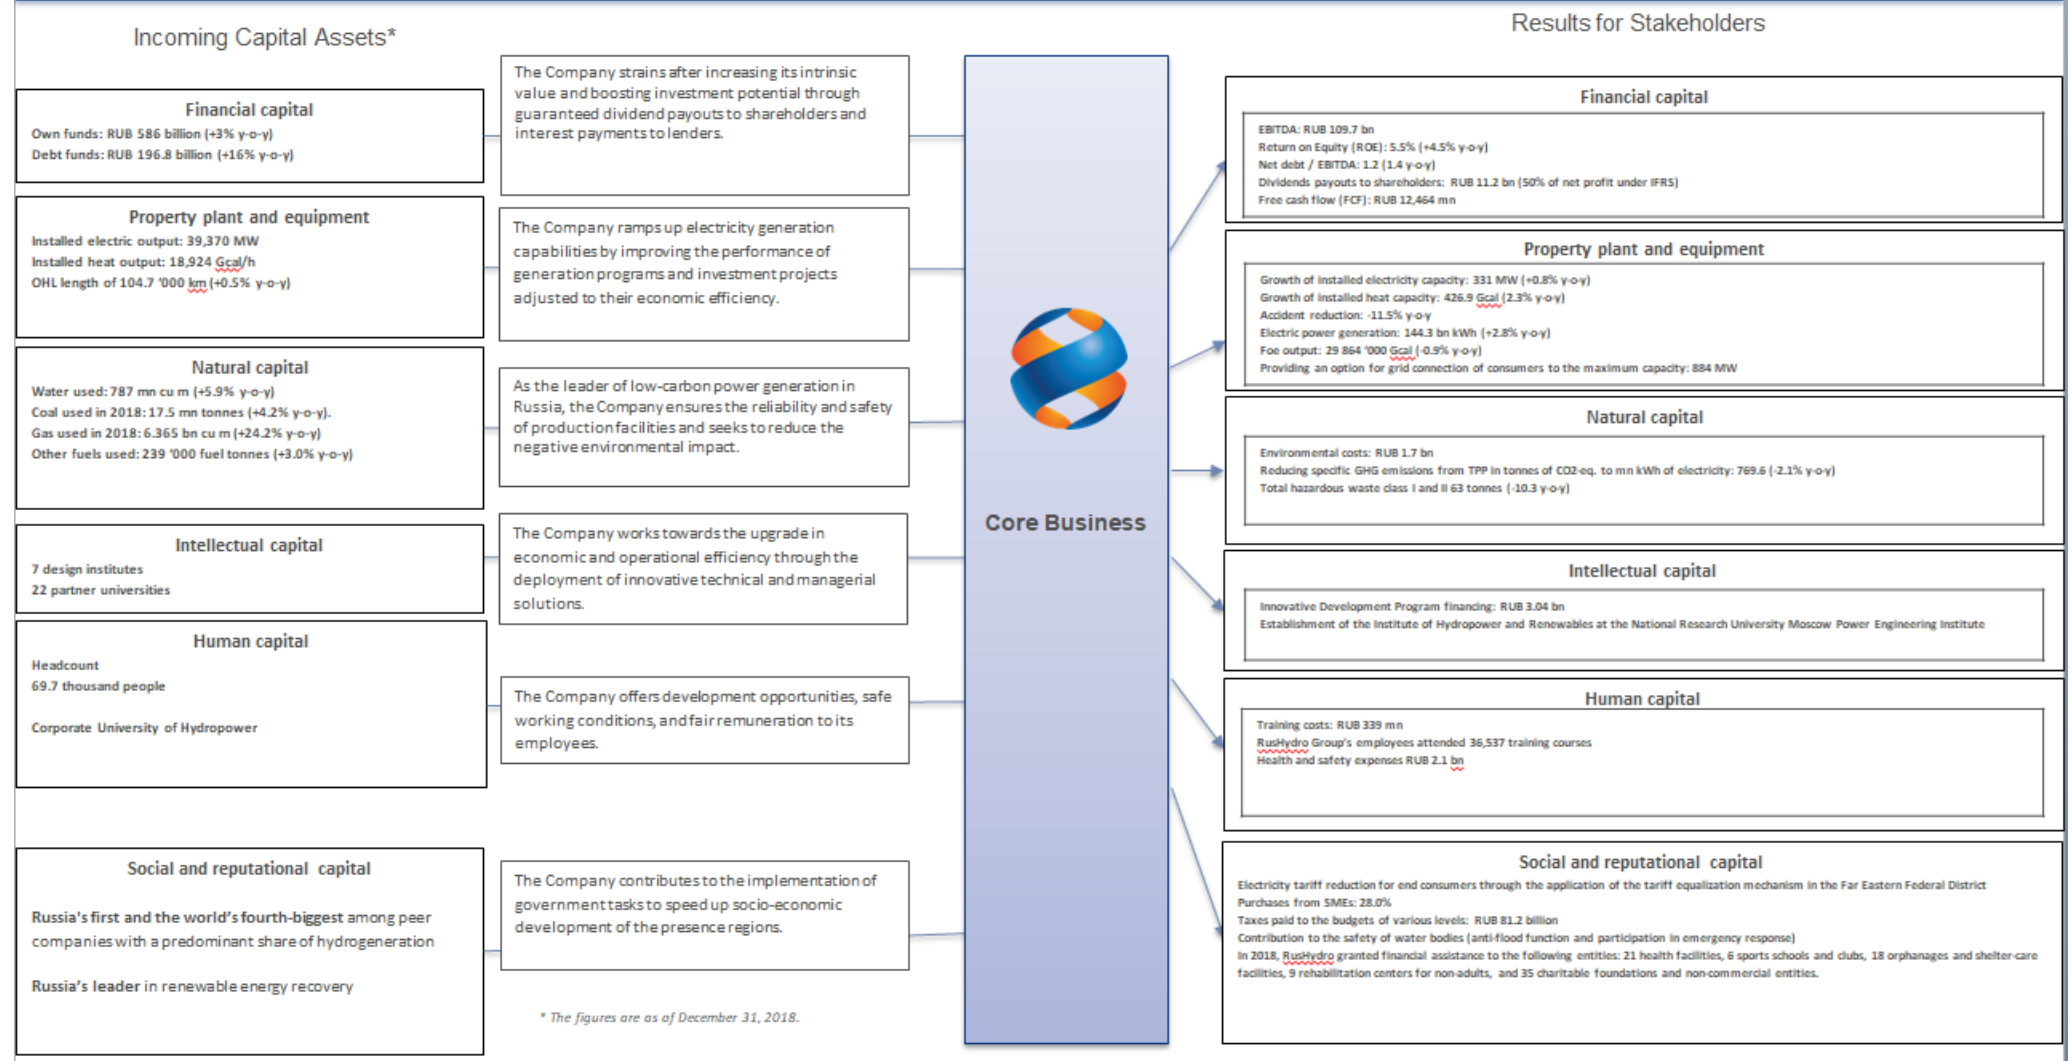 Incoming Capital Assets*
Financial capital
Own funds: RUB 586 billion (+3% y-o-y)
Debt funds: RUB 196.8 billion (+16% y-o-y)
Property plant and equipment
Installed electric output: 39,370 MW
Installed heat output: 18,924 Gcal/h
OHL length of 104.7 '000 km (+0.5% y-o-y)
Natural capital
Water used: 787 mn cu m (+5.9% y-o-y)
Coal used in 2018: 17.5 mn tonnes (+4.2% y-o-y).
Gas used in 2018: 6.365 bn cu m (+24.2% y-o-y)
Other fuels used: 239 '000 fuel tonnes (+3.0% y-o-y)
Intellectual capital
7 design institutes
22 partner universities
Human capital
Headcount
69.7 thousand people
Corporate University of Hydropower
Social and reputational capital
Russia's first and the world's fourth-biggest among peer
companies with a predominant share of hydrogeneration
Russia's leader in renewable energy recovery
The Company strains after increasing its intrinsic
value and boosting investment potential through
guaranteed dividend payouts to shareholders and
interest payments to lenders.
The Company ramps up electricity generation
capabilities by improving the performance of
generation programs and investment projects
adjusted to their economic efficiency.
As the leader of low-carbon power generation in
Russia, the Company ensures the reliability and safety
of production facilities and seeks to reduce the
negative environmental impact.
The Company works towards the upgrade in
economic and operational efficiency through the
deployment of innovative technical and managerial
solutions.
The Company offers development opportunities, safe
working conditions, and fair remuneration to its
employees.
The Company contributes to the implementation of
government tasks to speed up socio-economic
development of the presence regions.
* The figures are as of December 31, 2018.
Core Business
Results for Stakeholders
Financial capital
EBITDA: RUB 109.7 bn
Return on Equity (ROE): 5.5% (+4.5% y-o-y)
Net debt / EBITDA: 1.2 (1.4 y-o-y)
Dividends payouts to shareholders: RUB 11.2 bn (50% of net profit under IFRS)
Free cash flow (FCF): RUB 12,464 mn
Property plant and equipment
Growth of installed electricity capacity: 331 MW (+0.8% y-o-y)
Growth of installed heat capacity: 426.9 Gcal (2.3% y-o-y)
Accident reduction: -11.5% y-o-y
Electric power generation: 144.3 bn kWh (+2.8% y-o-y)
Foe output: 29 864 '000 Gcal (-0.9% y-o-y)
Providing an option for grid connection of consumers to the maximum capacity: 884 MW
Natural capital
Environmental costs: RUB 1.7 bn
Reducing specific GHG emissions from TPP in tonnes of CO2-eq. to mn kWh of electricity: 769.6 (-2.1% y-o-y)
Total hazardous waste class I and II 63 tonnes (-10.3 y-o-y)
Intellectual capital
Innovative Development Program financing: RUB 3.04 bn
Establishment of the Institute of Hydropower and Renewables at the National Research University Moscow Power Engineering Institute
Human capital
Training costs: RUB 339 mn
RusHydro Group's employees attended 36,537 training courses
Health and safety expenses RUB 2.1 bn
Social and reputational capital
Electricity tariff reduction for end consumers through the application of the tariff equalization mechanism in the Far Eastern Federal District
Purchases from SMEs: 28.0%
Taxes paid to the budgets of various levels: RUB 81.2 billion
Contribution to the safety of water bodies (anti-flood function and participation in emergency response)
In 2018, RusHydro granted financial assistance to the following entities: 21 health facilities, 6 sports schools and clubs, 18 orphanages and shelter-care
facilities, 9 rehabilitation centers for non-adults, and 35 charitable foundations and non-commercial entities.